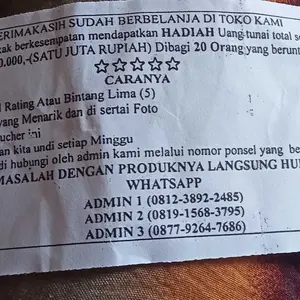 ERIMAKASIH SUDAH BERBELANJA DI TOKO KAMI
ak berkesempatan mendapatkan HADIAH Uang tunai total s
0.000,-(SATU JUTA RUPIAH) Dibagi 20 Orang yang berunt
CARANYA
l Rating Atau Bintang Lima (5)
yang Menarik dan di sertai Foto
ucher ini
an kita undi setiap Minggu
di hubungi oleh admin kami melalui nomor ponsel yang be
MASALAH DENGAN PRODUKNYA LANGSUNG HU
WHATSAPP
ADMIN 1 (0812-3892-2485)
ADMIN 2 (0819-1568-3795)
ADMIN 3 (0877-9264-7686)